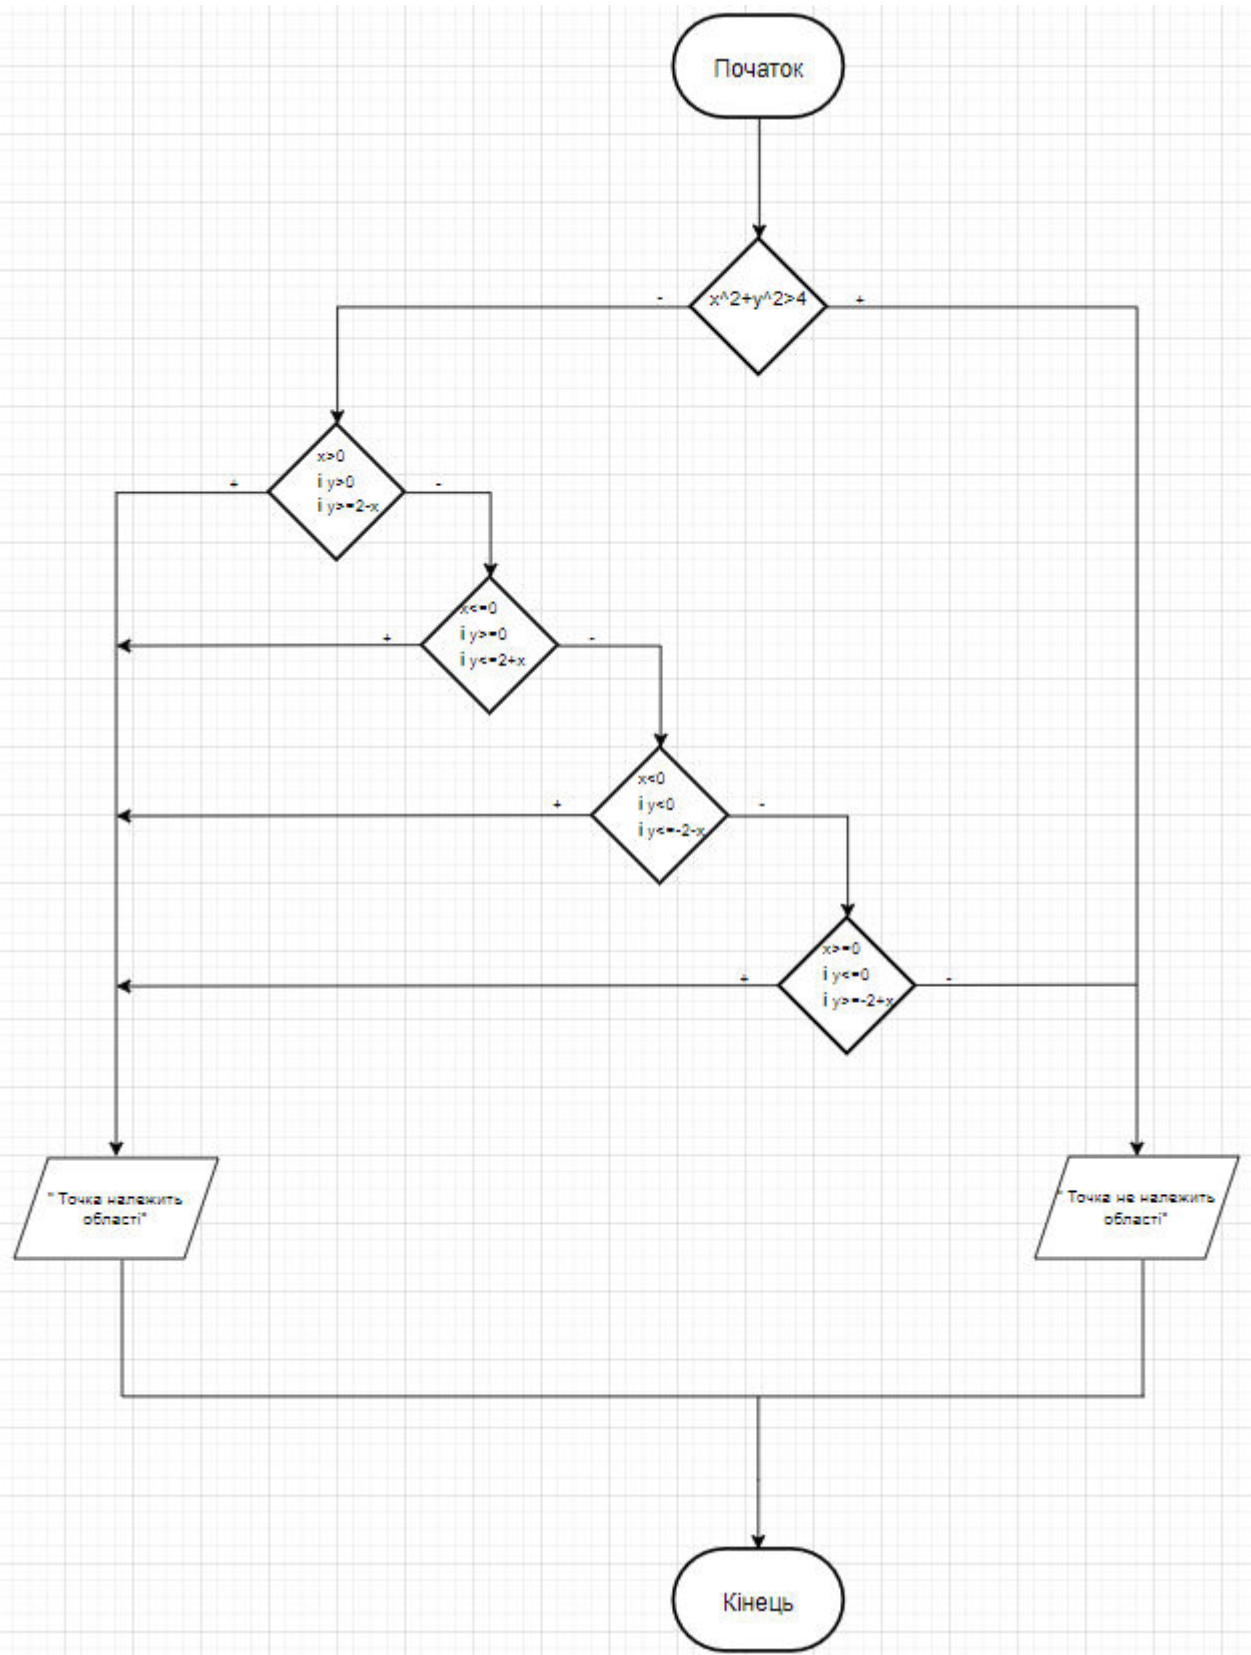 Початок
x^2+y^2>4
-
+
x>0
і y>0
і y>=2-x
+
-
x<=0
і y>=0
і y<=2+x
+
-
x<0
і y<0
і y<=-2-x
+
-
x>=0
і y<=0
і y>=-2+x
+
-
" Точка належить
області"
" Точка не належить
області"
Кінець